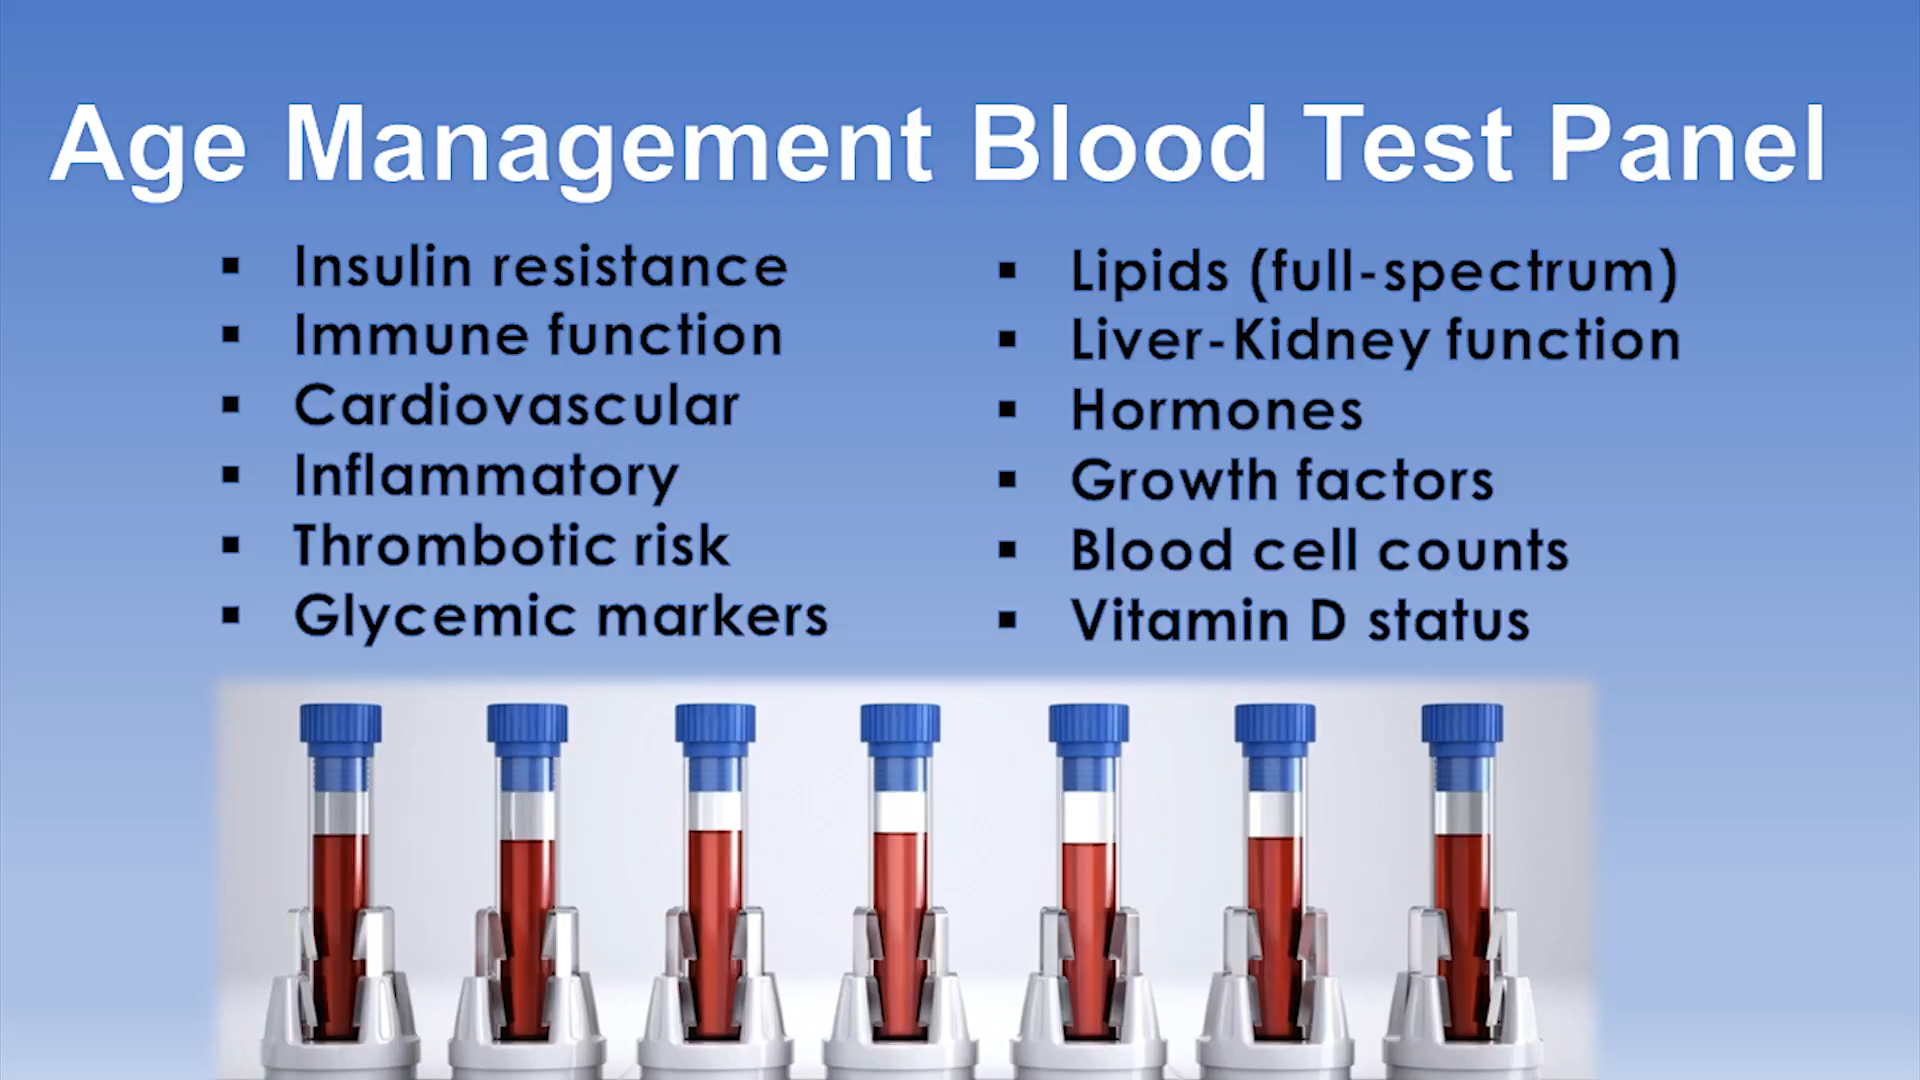 Age Management Blood Test Panel
▪ Insulin resistance
▪ Immune function
▪ Cardiovascular
▪ Inflammatory
▪ Thrombotic risk
▪ Glycemic markers
▪ Lipids (full-spectrum)
▪ Liver-Kidney function
▪ Hormones
▪ Growth factors
▪ Blood cell counts
▪ Vitamin D status